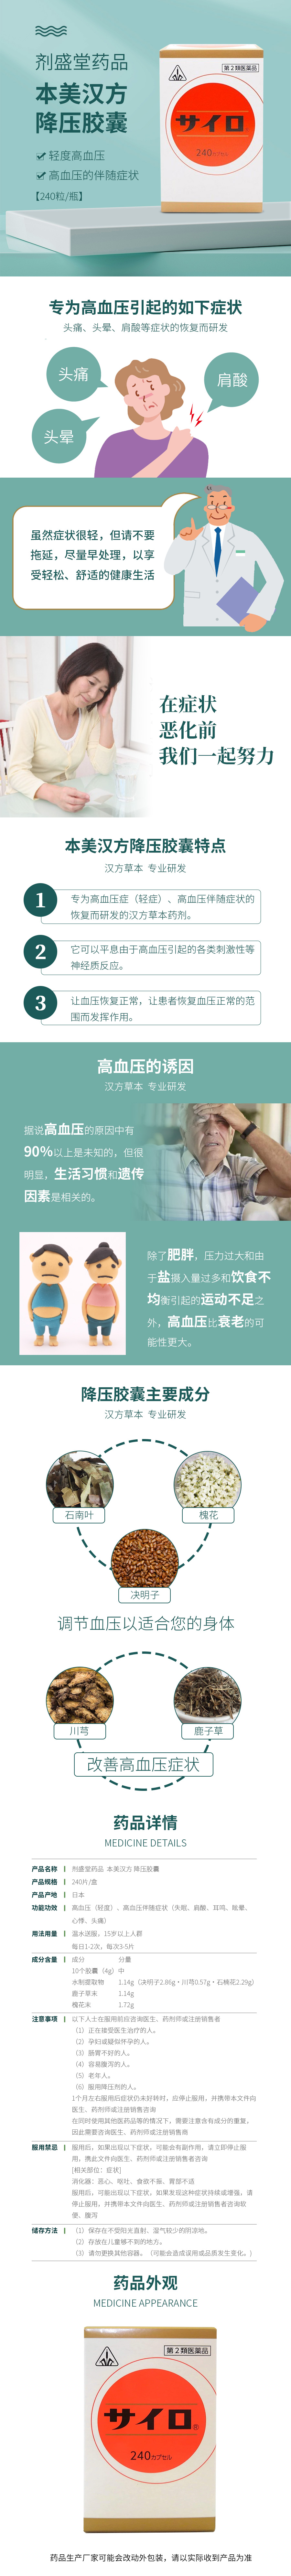 剂盛堂药品
本美汉方
降压胶囊
轻度高血压
高血压的伴随症状
【240粒/瓶】
第2類医薬品
サイロ
240カプセル
专为高血压引起的如下症状
头痛、头晕、肩酸等症状的恢复而研发
头痛
肩酸
头晕
虽然症状很轻，但请不要
拖延，尽量早处理，以享
受轻松、舒适的健康生活
在症状
恶化前
我们一起努力
本美汉方降压胶囊特点
汉方草本 专业研发
1
专为高血压症（轻症）、高血压伴随症状的
恢复而研发的汉方草本药剂。
2
它可以平息由于高血压引起的各类刺激性等
神经质反应。
3
让血压恢复正常，让患者恢复血压正常的范
围而发挥作用。
高血压的诱因
汉方草本 专业研发
据说高血压的原因中有
90%以上是未知的，但很
明显，生活习惯和遗传
因素是相关的。
除了肥胖，压力过大和由
于盐摄入量过多和饮食不
均衡引起的运动不足之
外，高血压比衰老的可
能性更大。
降压胶囊主要成分
汉方草本 专业研发
石南叶
槐花
决明子
调节血压以适合您的身体
川芎
鹿子草
改善高血压症状
药品详情
MEDICINE DETAILS
产品名称 剂盛堂药品 本美汉方 降压胶囊
产品规格 240片/盒
产品产地 日本
功能功效 高血压（轻度）、高血压伴随症状（失眠、肩酸、耳鸣、眩晕、
心悸、头痛）
用法用量 温水送服，15岁以上人群
每日1-2次，每次3-5片
成分含量 成分 分量
10个胶囊（4g）中
水制提取物 1.14g（决明子2.86g·川芎0.57g·石楠花2.29g）
鹿子草末 1.14g
槐花末 1.72g
注意事项 以下人士在服用前应咨询医生、药剂师或注册销售者
（1）正在接受医生治疗的人。
（2）孕妇或疑似怀孕的人。
（3）肠胃不好的人。
（4）容易腹泻的人。
（5）老年人。
（6）服用降压剂的人。
1个月左右服用后症状仍未好转时，应停止服用，并携带本文件向
医生、药剂师或注册销售咨询
在同时使用其他医药品等的情况下，需要注意含有成分的重复，
因此需要咨询医生、药剂师或注册销售商
服用禁忌 服用后，如果出现以下症状，可能会有副作用，请立即停止服
用，携此文件向医生、药剂师或注册销售者咨询
[相关部位：症状]
消化器：恶心、呕吐、食欲不振、胃部不适
服用后，可能出现以下症状，如果发现这种症状持续或增强，请
停止服用，并携带本文件向医生、药剂师或注册销售者咨询软
便、腹泻
储存方法 （1）保存在不受阳光直射、湿气较少的阴凉地。
（2）存放在儿童够不到的地方。
（3）请勿更换其他容器。（可能会造成误用或品质发生变化。)
药品外观
MEDICINE APPEARANCE
第2類医薬品
サイロ®
240カプセル
药品生产厂家可能会改动外包装，请以实际收到产品为准